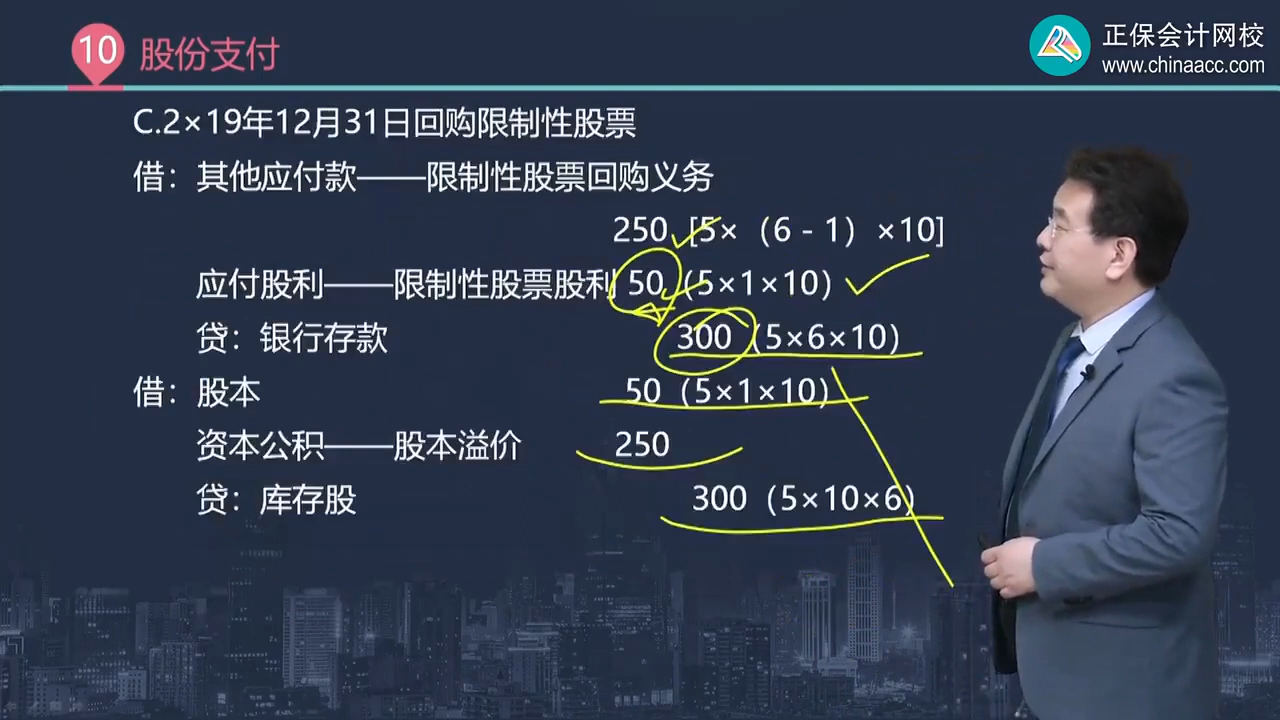 10 股份支付
正保会计网校
www.chinaacc.com
C.2×19年12月31日回购限制性股票
借：其他应付款——限制性股票回购义务
250 [5×（6-1）×10]
应付股利——限制性股票股利 50（5×1×10）
贷：银行存款 300（5×6×10）
借：股本 50（5×1×10）
资本公积——股本溢价 250
贷：库存股 300（5×10×6）